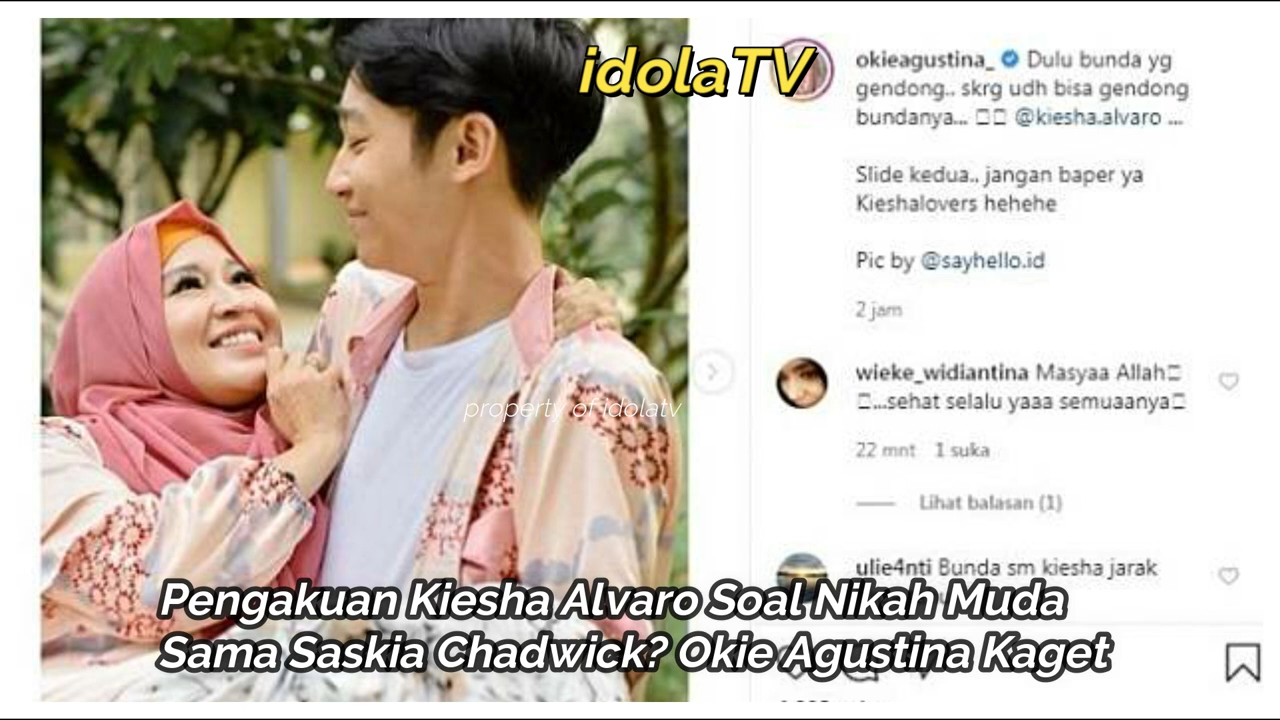 idolaTV
okieagustina_ Dulu bunda yg
gendong.. skrg udh bisa gendong
bundanya... @kiesha.alvaro ...
Slide kedua.. jangan baper ya
Kieshalovers hehehe
Pic by @sayhello.id
2 jam
property of idolatv
wieke_widiantina Masyaa Allah
...sehat selalu yaaa semuaanya
22 mnt 1 suka
Lihat balasan (1)
ulie4nti Bunda sm kiesha jarak
Pengakuan Kiesha Alvaro Soal Nikah Muda
Sama Saskia Chadwick? Okie Agustina Kaget